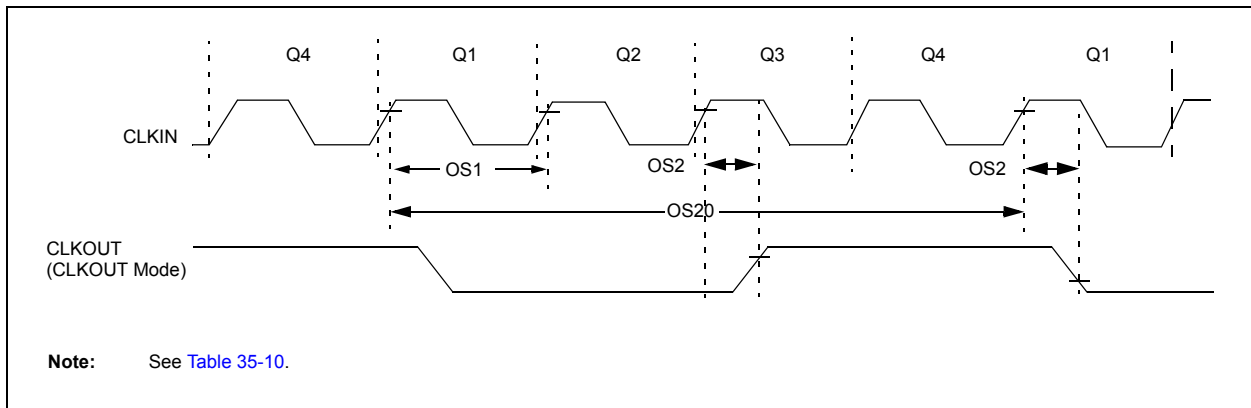 Q4 Q1 Q2 Q3 Q4 Q1
CLKIN
OS1
OS2
OS2
OS20
CLKOUT
(CLKOUT Mode)
Note: See Table 35-10.